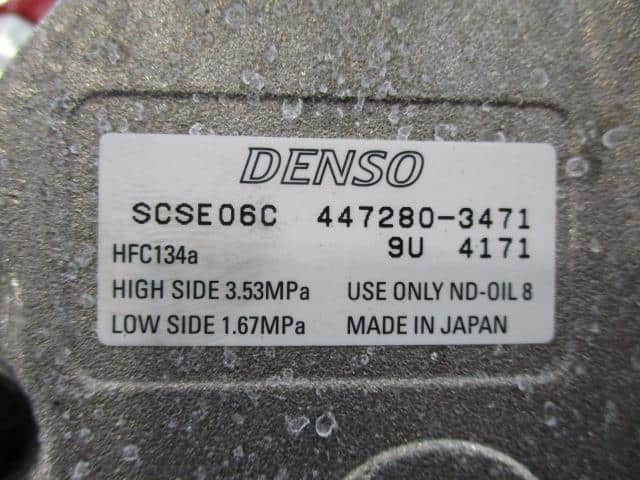 DENSO
SCSE06C 447280-3471
HFC134a 9U 4171
HIGH SIDE 3.53MPa USE ONLY ND-OIL 8
LOW SIDE 1.67MPa MADE IN JAPAN